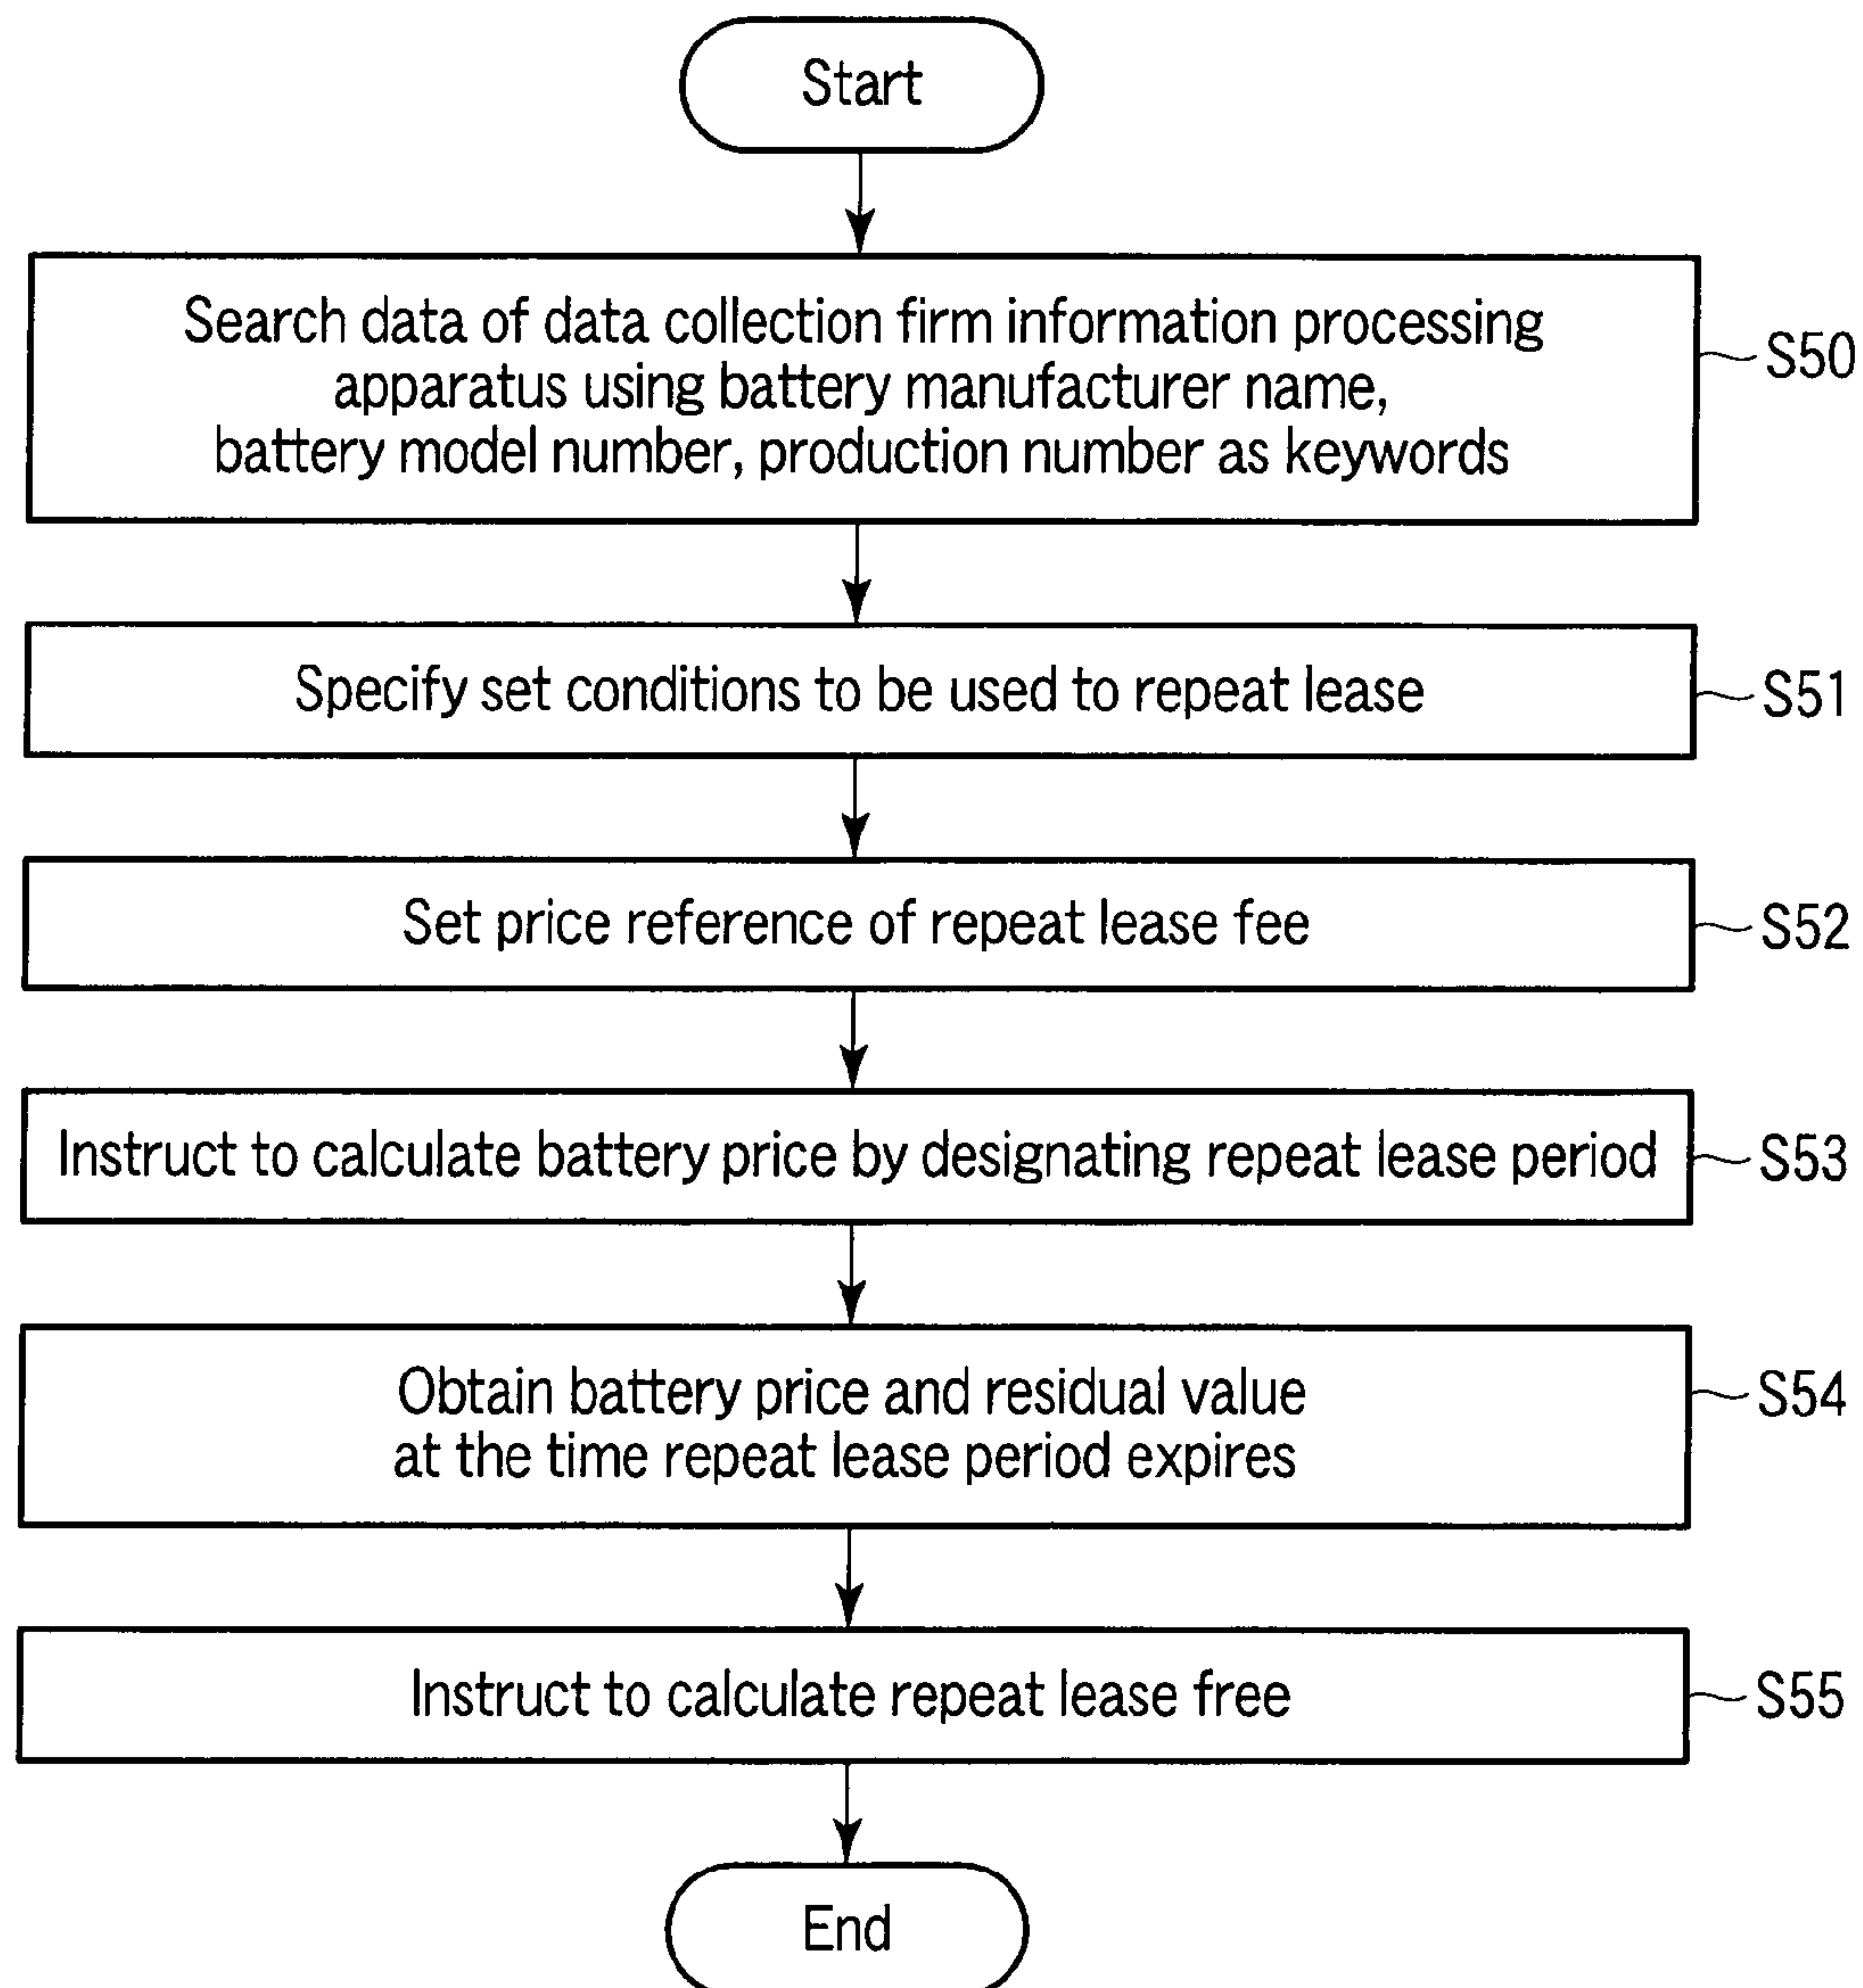 Start
Search data of data collection firm information processing
apparatus using battery manufacturer name,
battery model number, production number as keywords
S50
Specify set conditions to be used to repeat lease
S51
Set price reference of repeat lease fee
S52
Instruct to calculate battery price by designating repeat lease period
S53
Obtain battery price and residual value
at the time repeat lease period expires
S54
Instruct to calculate repeat lease free
S55
End